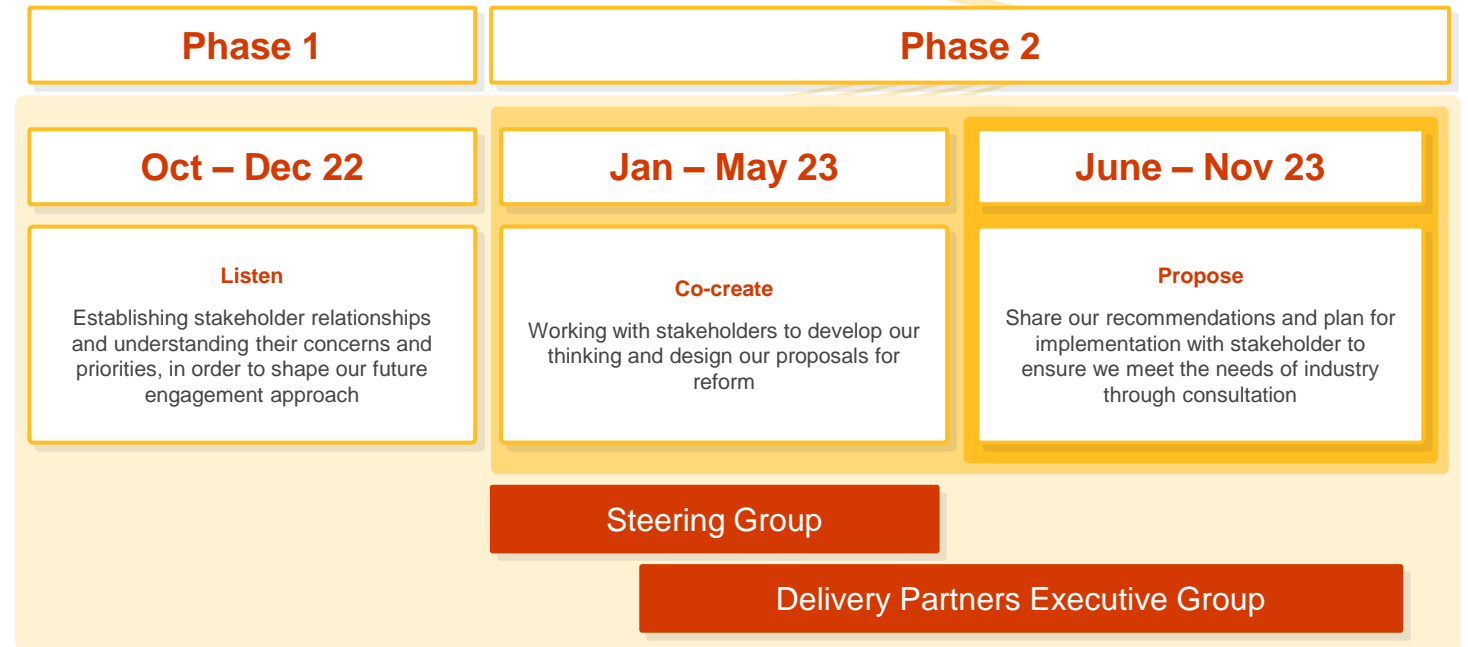 Phase 1
Phase 2
Oct – Dec 22
Jan – May 23
June – Nov 23
Listen
Establishing stakeholder relationships
and understanding their concerns and
priorities, in order to shape our future
engagement approach
Co-create
Working with stakeholders to develop our
thinking and design our proposals for
reform
Propose
Share our recommendations and plan for
implementation with stakeholder to
ensure we meet the needs of industry
through consultation
Steering Group
Delivery Partners Executive Group